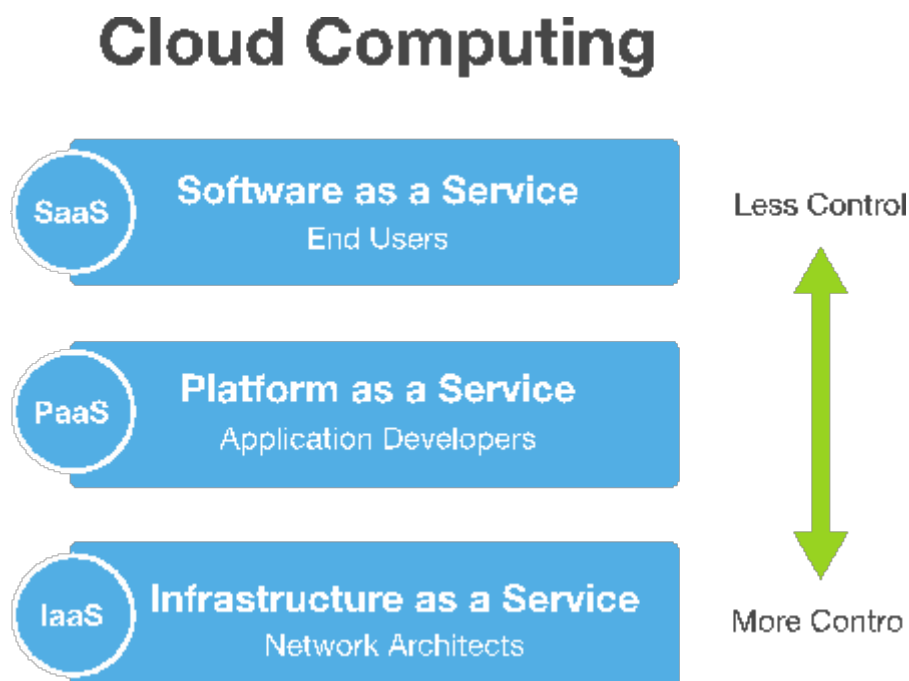 Cloud Computing
SaaS
Software as a Service
End Users
Less Control
PaaS
Platform as a Service
Application Developers
IaaS
Infrastructure as a Service
Network Architects
More Contro